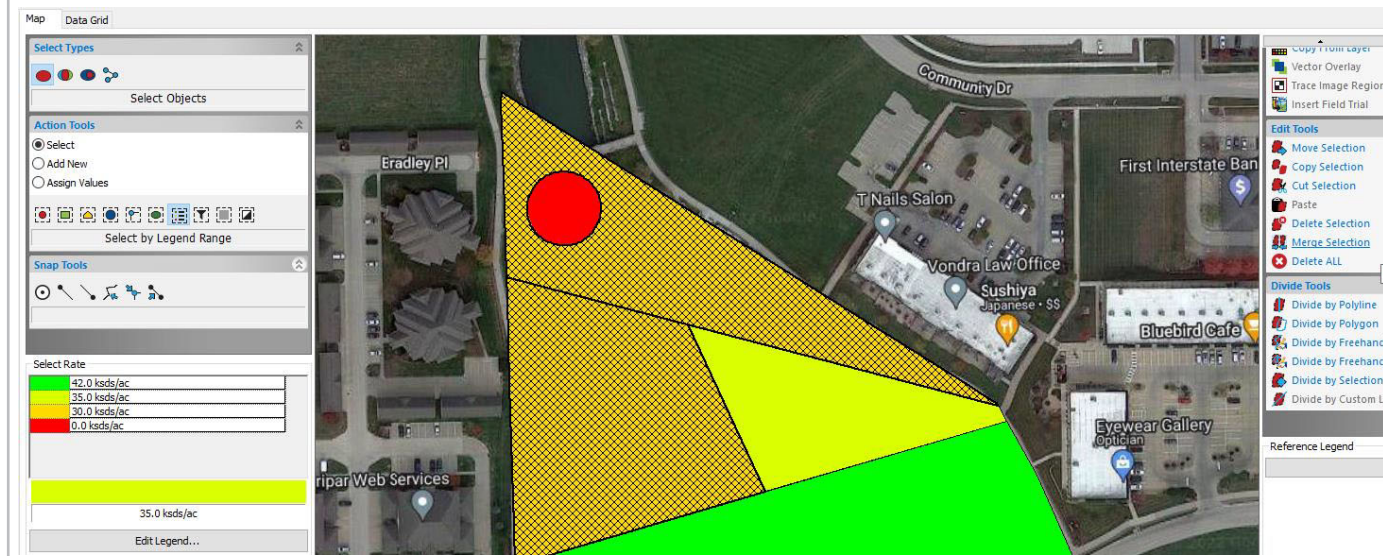 Map
Data Grid
Select Types
Select Objects
Action Tools
Select
Add New
Assign Values
Select by Legend Range
Snap Tools
Select Rate
42.0 ksds/ac
35.0 ksds/ac
30.0 ksds/ac
0.0 ksds/ac
35.0 ksds/ac
Edit Legend...
Community Dr
Eradley Pl
First Interstate Ban
T Nails Salon
Vondra Law Office
Sushiya
Japanese • $$
Bluebird Cafe
Eyewear Gallery
Optician
ripar Web Services
Copy From Layer
Vector Overlay
Trace Image Region
Insert Field Trial
Edit Tools
Move Selection
Copy Selection
Cut Selection
Paste
Delete Selection
Merge Selection
Delete ALL
Divide Tools
Divide by Polyline
Divide by Polygon
Divide by Freehand
Divide by Freehand
Divide by Selection
Divide by Custom L
Reference Legend